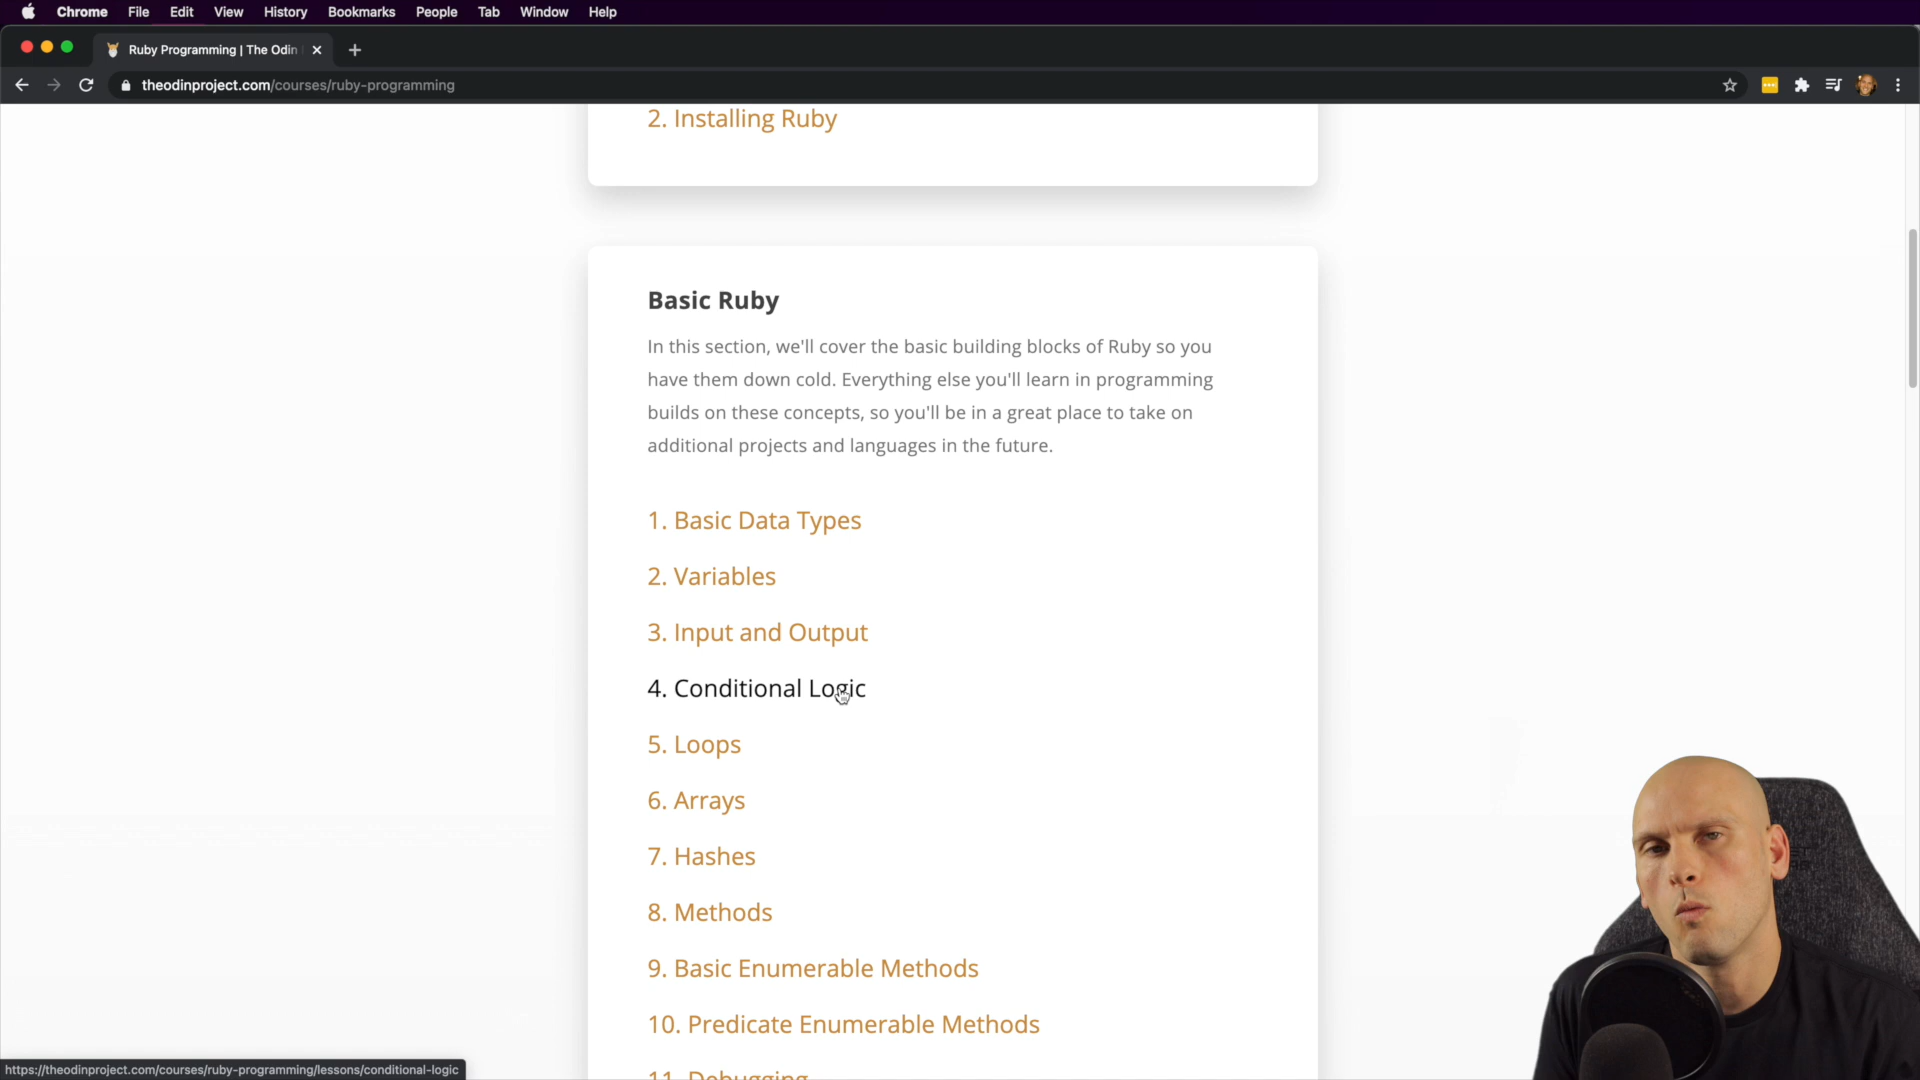 Chrome File Edit View History Bookmarks People Tab Window Help
Ruby Programming | The Odin
theodinproject.com/courses/ruby-programming
2. Installing Ruby
Basic Ruby
In this section, we'll cover the basic building blocks of Ruby so you
have them down cold. Everything else you'll learn in programming
builds on these concepts, so you'll be in a great place to take on
additional projects and languages in the future.
1. Basic Data Types
2. Variables
3. Input and Output
4. Conditional Logic
5. Loops
6. Arrays
7. Hashes
8. Methods
9. Basic Enumerable Methods
10. Predicate Enumerable Methods
11. Debugging
https://theodinproject.com/courses/ruby-programming/lessons/conditional-logic